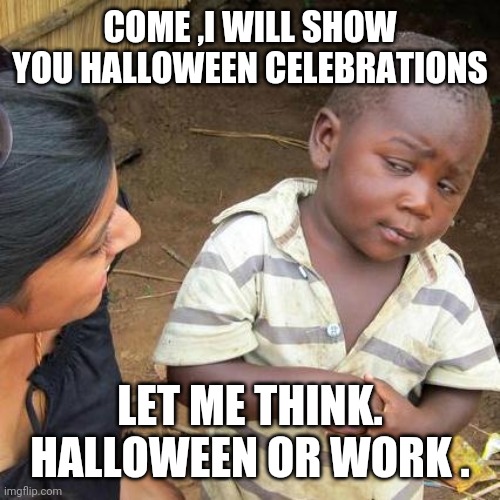 COME ,I WILL SHOW
YOU HALLOWEEN CELEBRATIONS
LET ME THINK.
HALLOWEEN OR WORK .
imgflip.com